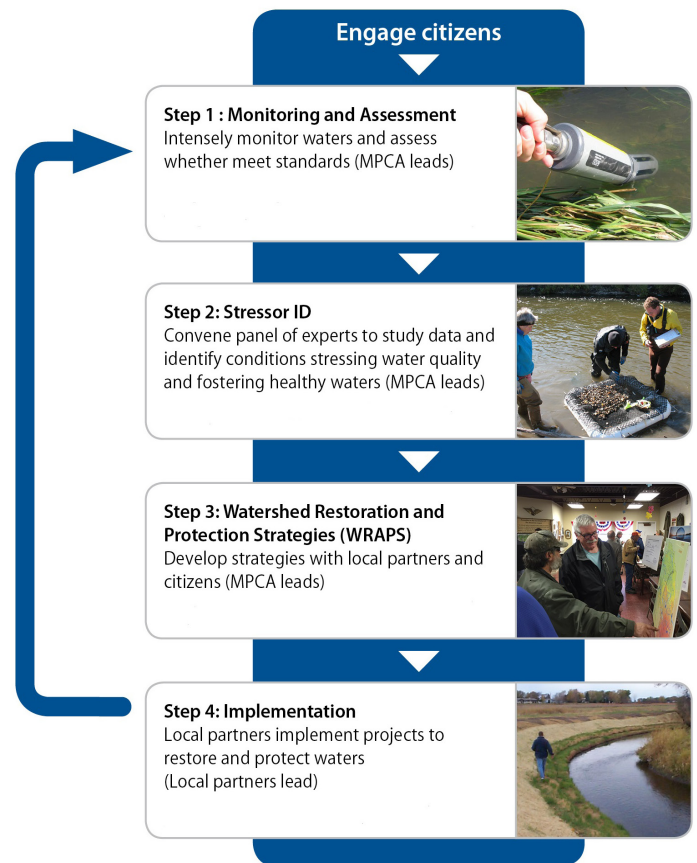 Engage citizens
Step 1 : Monitoring and Assessment
Intensely monitor waters and assess
whether meet standards (MPCA leads)
Step 2: Stressor ID
Convene panel of experts to study data and
identify conditions stressing water quality
and fostering healthy waters (MPCA leads)
Step 3: Watershed Restoration and
Protection Strategies (WRAPS)
Develop strategies with local partners and
citizens (MPCA leads)
Step 4: Implementation
Local partners implement projects to
restore and protect waters
(Local partners lead)